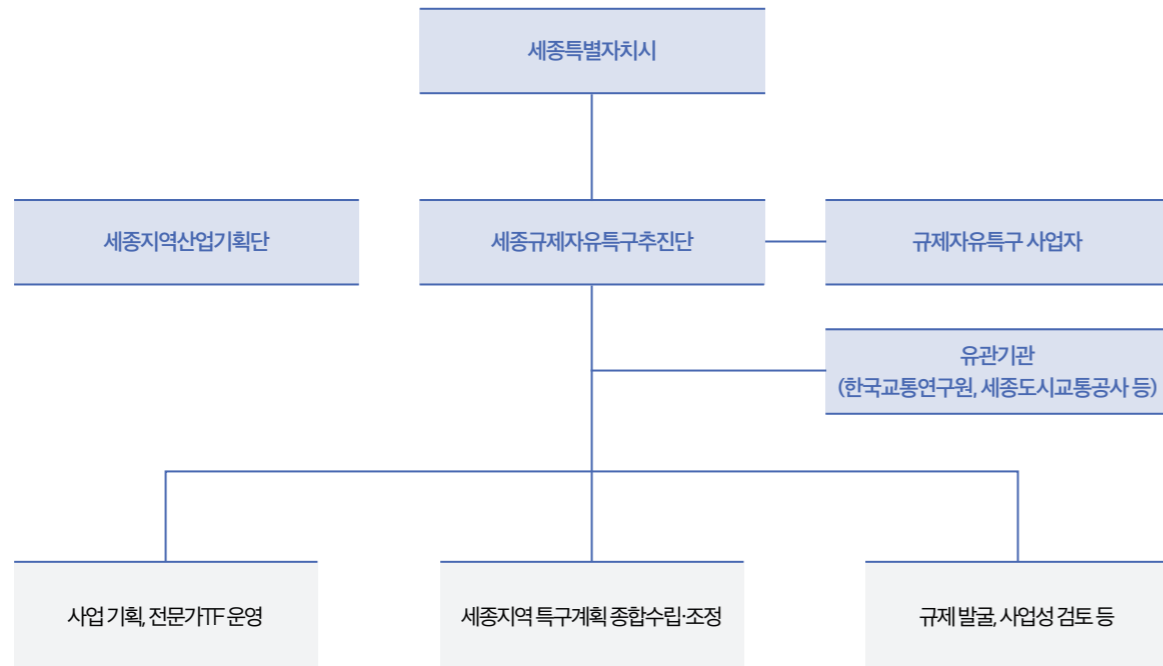 세종특별자치시
세종지역산업기획단
세종규제자유특구추진단
규제자유특구 사업자
유관기관
(한국교통연구원, 세종도시교통공사 등)
사업 기획, 전문가TF 운영
세종지역 특구계획 종합수립·조정
규제 발굴, 사업성 검토 등